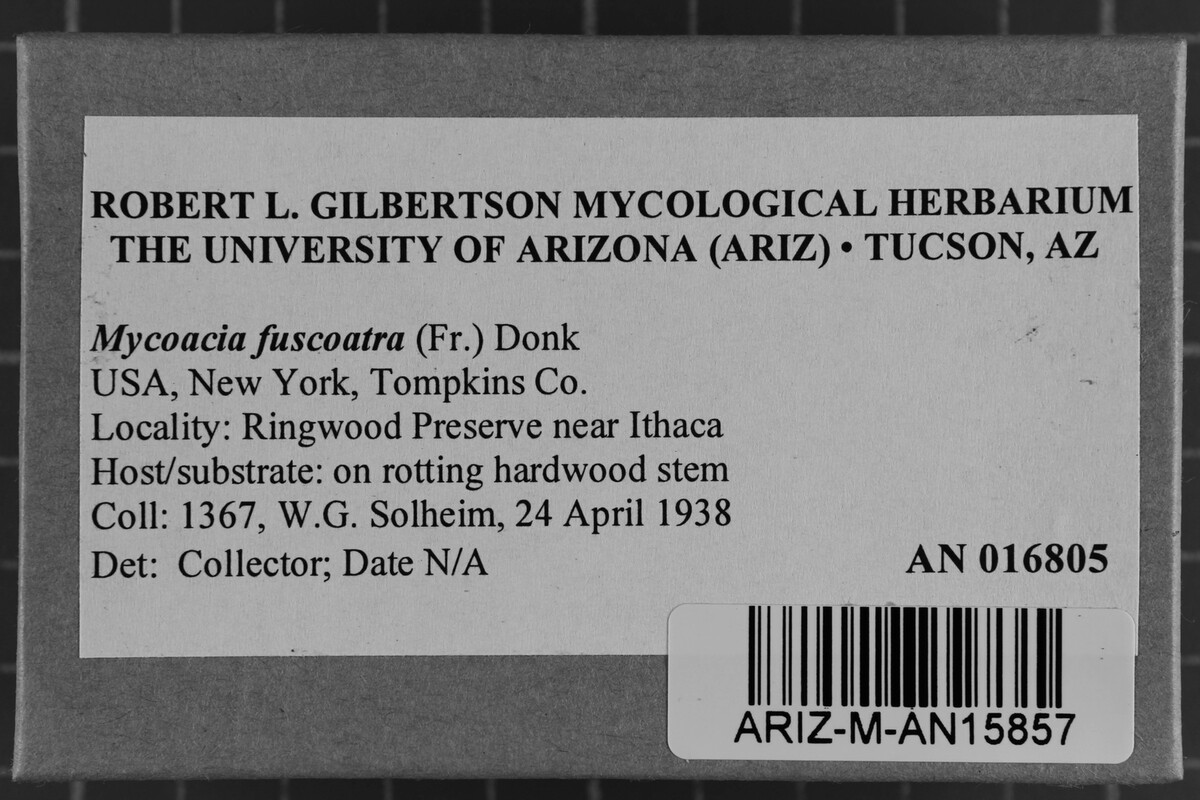 ROBERT L. GILBERTSON MYCOLOGICAL HERBARIUM
THE UNIVERSITY OF ARIZONA (ARIZ) • TUCSON, AZ
Mycoacia fuscoatra (Fr.) Donk
USA, New York, Tompkins Co.
Locality: Ringwood Preserve near Ithaca
Host/substrate: on rotting hardwood stem
Coll: 1367, W.G. Solheim, 24 April 1938
Det: Collector; Date N/A
AN 016805
ARIZ-M-AN15857